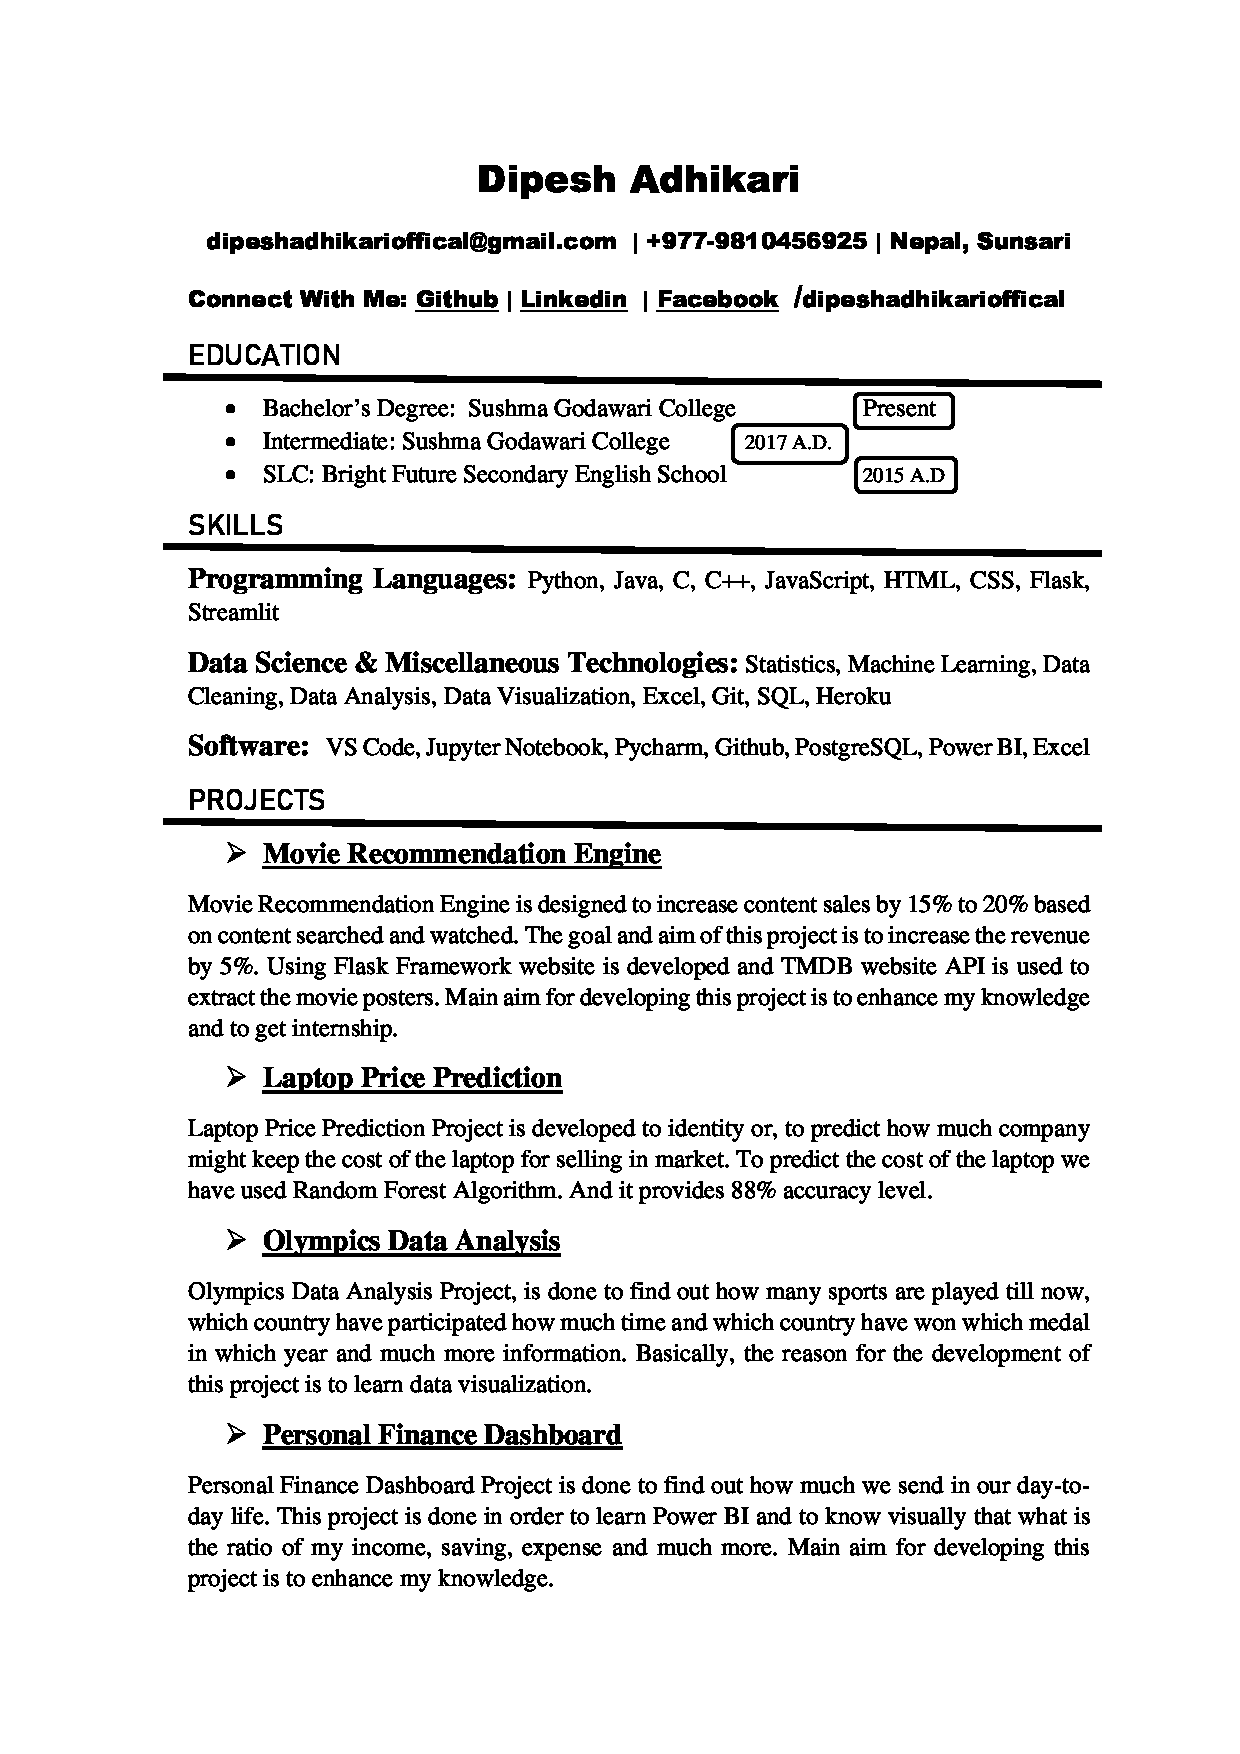 Dipesh Adhikari
dipeshadhikarioffical@gmail.com | +977-9810456925 | Nepal, Sunsari
Connect With Me: Github | Linkedin | Facebook /dipeshadhikarioffical
EDUCATION
• Bachelor’s Degree: Sushma Godawari College Present
• Intermediate: Sushma Godawari College 2017 A.D.
• SLC: Bright Future Secondary English School 2015 A.D
SKILLS
Programming Languages: Python, Java, C, C++, JavaScript, HTML, CSS, Flask,
Streamlit
Data Science & Miscellaneous Technologies: Statistics, Machine Learning, Data
Cleaning, Data Analysis, Data Visualization, Excel, Git, SQL, Heroku
Software: VS Code, Jupyter Notebook, Pycharm, Github, PostgreSQL, Power BI, Excel
PROJECTS
➢ Movie Recommendation Engine
Movie Recommendation Engine is designed to increase content sales by 15% to 20% based
on content searched and watched. The goal and aim of this project is to increase the revenue
by 5%. Using Flask Framework website is developed and TMDB website API is used to
extract the movie posters. Main aim for developing this project is to enhance my knowledge
and to get internship.
➢ Laptop Price Prediction
Laptop Price Prediction Project is developed to identity or, to predict how much company
might keep the cost of the laptop for selling in market. To predict the cost of the laptop we
have used Random Forest Algorithm. And it provides 88% accuracy level.
➢ Olympics Data Analysis
Olympics Data Analysis Project, is done to find out how many sports are played till now,
which country have participated how much time and which country have won which medal
in which year and much more information. Basically, the reason for the development of
this project is to learn data visualization.
➢ Personal Finance Dashboard
Personal Finance Dashboard Project is done to find out how much we send in our day-to-
day life. This project is done in order to learn Power BI and to know visually that what is
the ratio of my income, saving, expense and much more. Main aim for developing this
project is to enhance my knowledge.